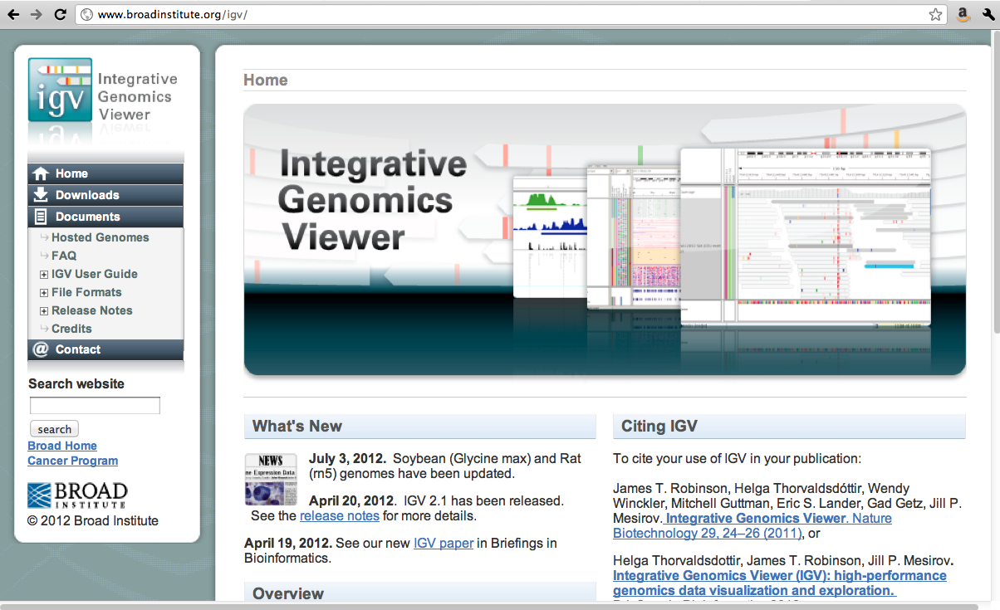 www.broadinstitute.org/igv/
igv
Integrative
Genomics
Viewer
Home
Downloads
Documents
Hosted Genomes
FAQ
IGV User Guide
File Formats
Release Notes
Credits
@ Contact
Search website
search
Broad Home
Cancer Program
BROAD
INSTITUTE
© 2012 Broad Institute
Home
Integrative
Genomics
Viewer
What's New
NEWS
ne Expression Data
July 3, 2012. Soybean (Glycine max) and Rat
(rn5) genomes have been updated.
April 20, 2012. IGV 2.1 has been released.
See the release notes for more details.
April 19, 2012. See our new IGV paper in Briefings in
Bioinformatics.
Overview
Citing IGV
To cite your use of IGV in your publication:
James T. Robinson, Helga Thorvaldsdóttir, Wendy
Winckler, Mitchell Guttman, Eric S. Lander, Gad Getz, Jill P.
Mesirov. Integrative Genomics Viewer. Nature
Biotechnology 29, 24–26 (2011), or
Helga Thorvaldsdottir, James T. Robinson, Jill P. Mesirov.
Integrative Genomics Viewer (IGV): high-performance
genomics data visualization and exploration.